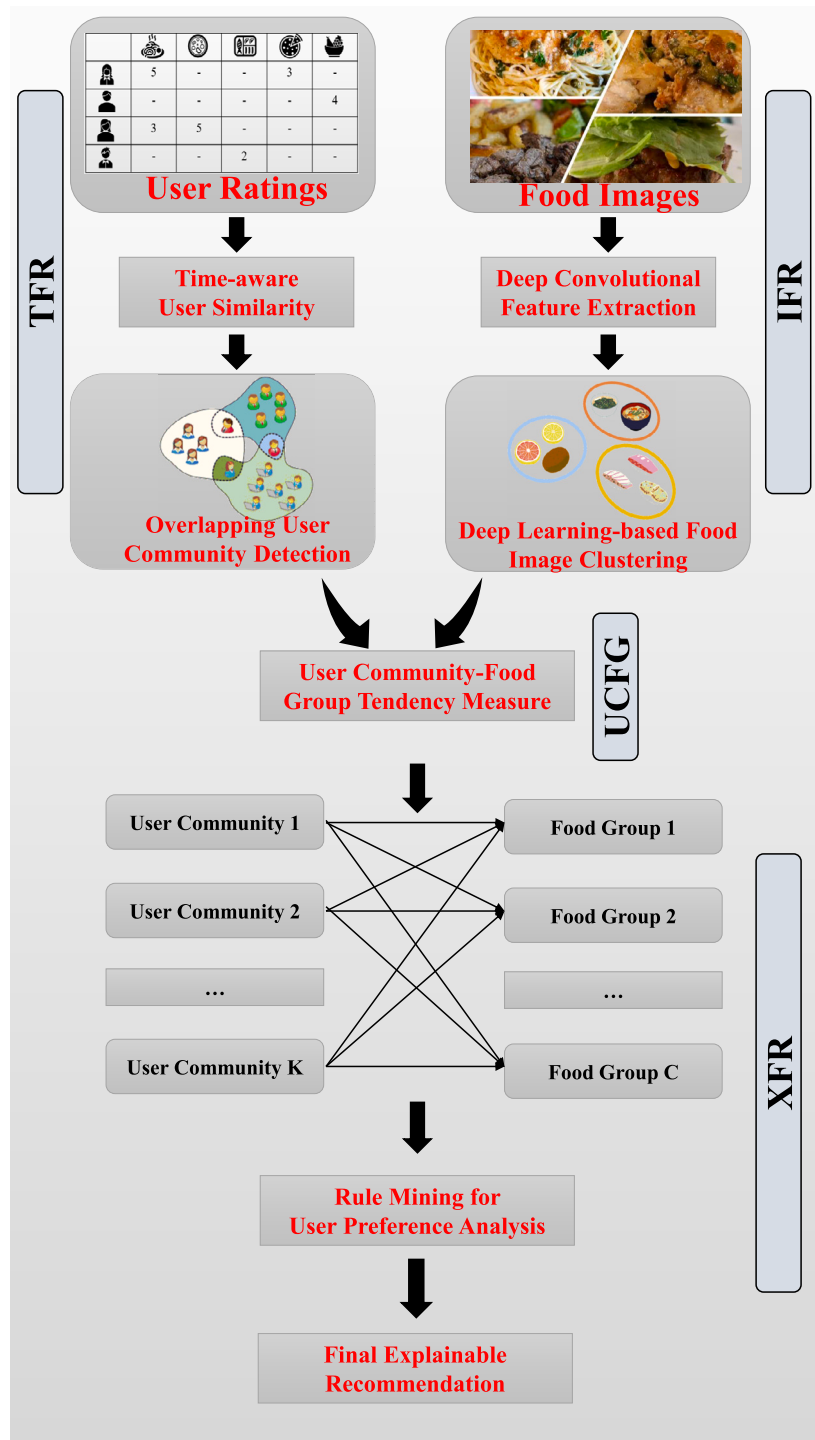 5 - - 3 -
- - - - 4
3 5 - - -
- - 2 - -
User Ratings
Food Images
TFR
IFR
Time-aware
User Similarity
Deep Convolutional
Feature Extraction
Overlapping User
Community Detection
Deep Learning-based Food
Image Clustering
User Community-Food
Group Tendency Measure
UCFG
User Community 1
Food Group 1
User Community 2
Food Group 2
...
...
User Community K
Food Group C
XFR
Rule Mining for
User Preference Analysis
Final Explainable
Recommendation